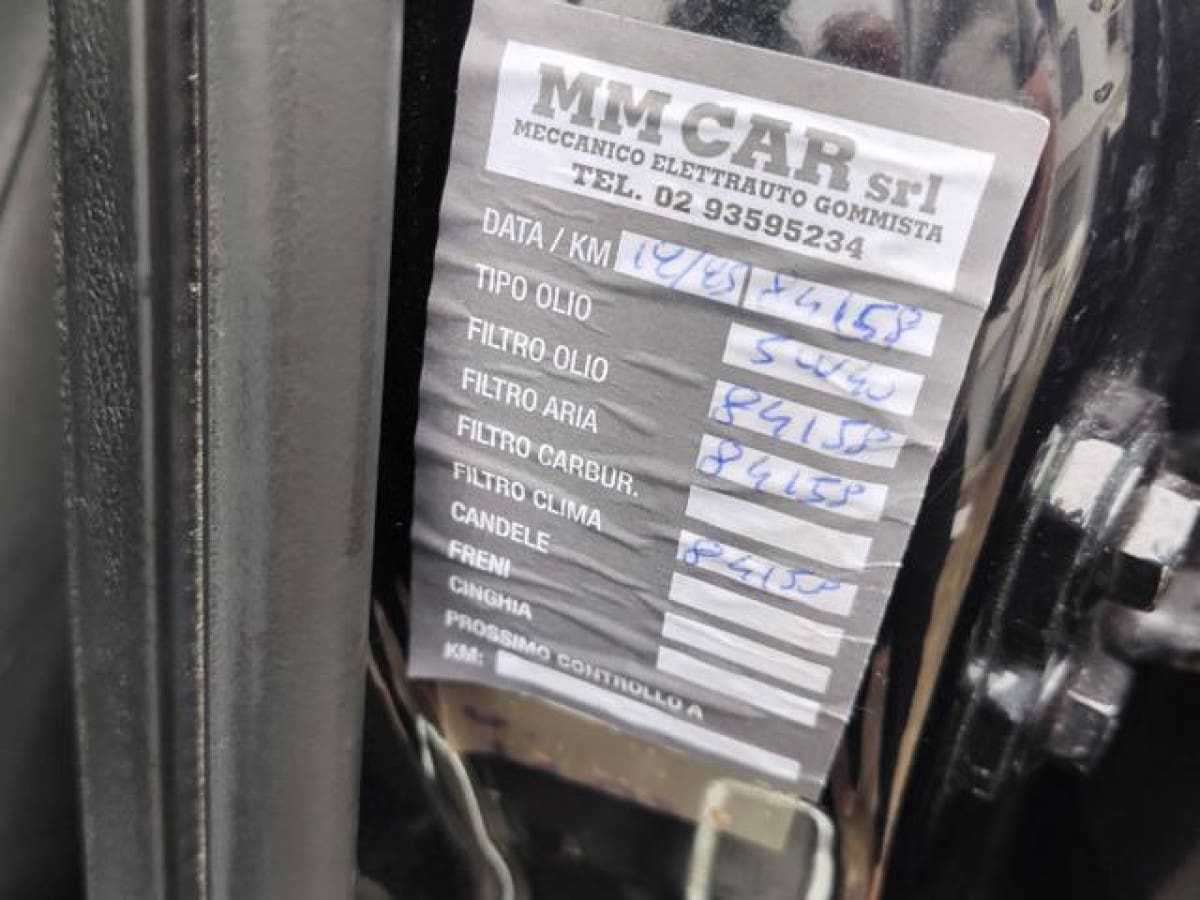 MM CAR srl
MECCANICO ELETTRAUTO GOMMISTA
TEL. 02 93595234
DATA / KM 84158
TIPO OLIO 5W40
FILTRO OLIO 84158
FILTRO ARIA 84158
FILTRO CARBUR.
FILTRO CLIMA 84158
CANDELE
FRENI
CINGHIA
PROSSIMO CONTROLLO A
KM: